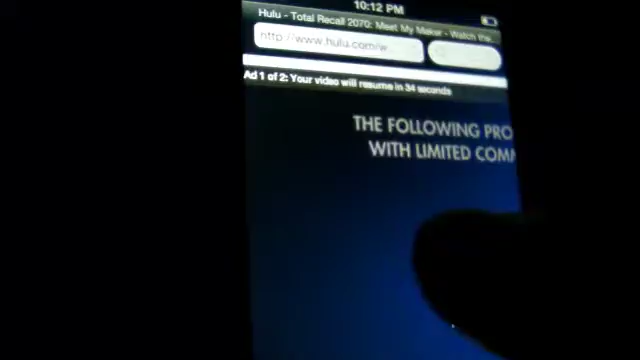 10:12 PM
Hulu - Total Recall 2070: Meet My Maker - Watch the
http://www.hulu.com/w...
Ad 1 of 2: Your video will resume in 34 seconds
THE FOLLOWING PRO
WITH LIMITED COMM